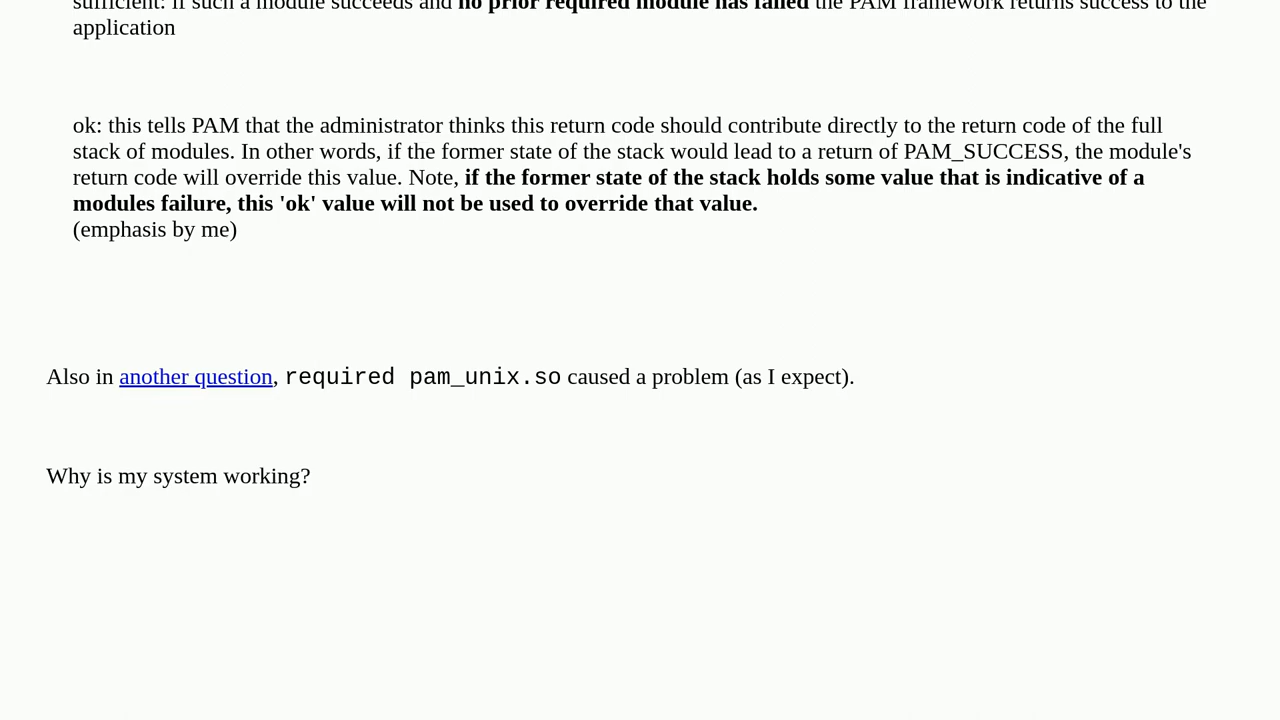 sufficient: if such a module succeeds and no prior required module has failed the PAM framework returns success to the
application
ok: this tells PAM that the administrator thinks this return code should contribute directly to the return code of the full
stack of modules. In other words, if the former state of the stack would lead to a return of PAM_SUCCESS, the module's
return code will override this value. Note, if the former state of the stack holds some value that is indicative of a
modules failure, this 'ok' value will not be used to override that value.
(emphasis by me)
Also in another question, required pam_unix.so caused a problem (as I expect).
Why is my system working?